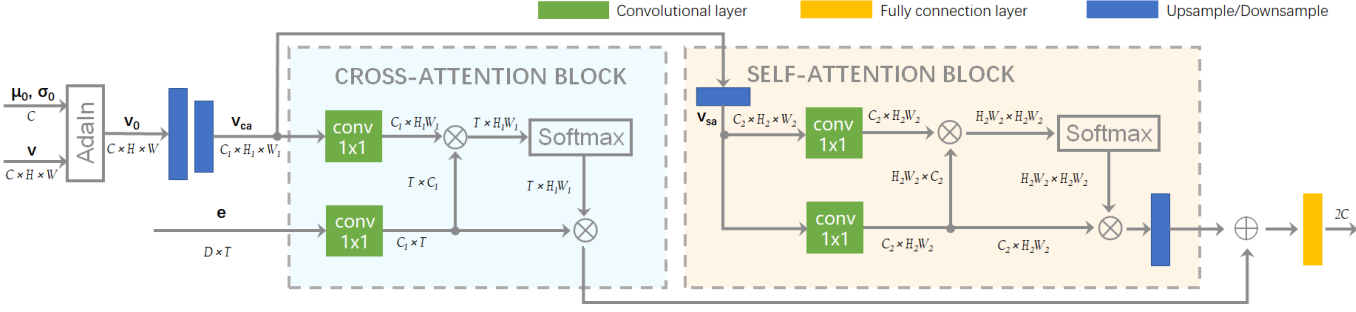 Convolutional layer
Fully connection layer
Upsample/Downsample
CROSS-ATTENTION BLOCK
SELF-ATTENTION BLOCK
μ₀, σ₀
C
v
C × H × W
AdaIn
v₀
C × H × W
v_ca
C₁ × H₁ × W₁
conv
1x1
C₁ × H₁W₁
T × H₁W₁
Softmax
T × C₁
T × H₁W₁
e
D × T
conv
1x1
C₁ × T
v_sa
C₂ × H₂ × W₂
conv
1x1
C₂ × H₂W₂
H₂W₂ × H₂W₂
Softmax
H₂W₂ × C₂
H₂W₂ × H₂W₂
conv
1x1
C₂ × H₂W₂
C₂ × H₂W₂
2C